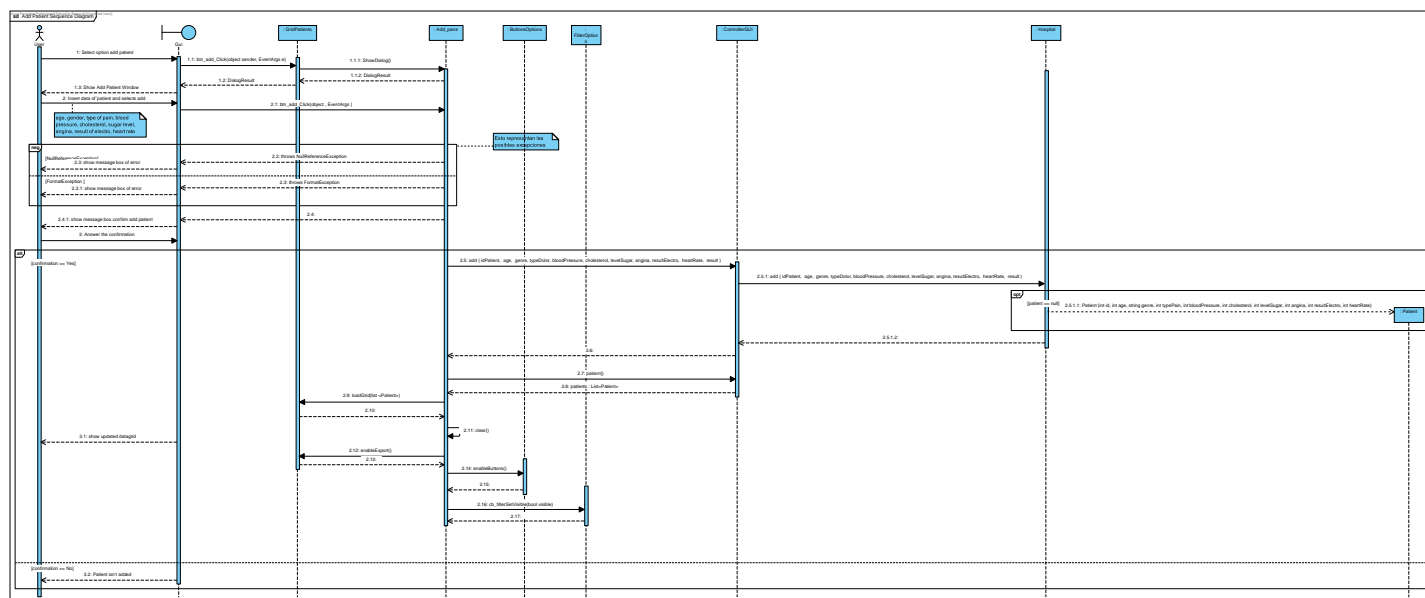 sd Add Patient Sequence Diagram
User
Gui
: GridPatients
: Add_pane
: ButtonsOptions
: FilterOption
s
: ControllerGUI
: Hospital
1: Select option add patient
1.1: btn_add_Click(object sender, EventArgs e)
1.1.1: ShowDialog()
1.1.2: DialogResult
1.2: DialogResult
1.3: Show Add Patient Window
2: Insert data of patient and selects add
2.1: btn_add_Click(object , EventArgs )
age, gender, type of pain, blood
pressure, cholesterol, sugar level,
angina, result of electro, heart rate
Esto representan las
posibles excepciones
neg
[NullReferenceException]
2.2: throws NullReferenceException
2.3: show message box of error
[FormatException ]
2.3: throws FormatException
2.3.1: show message box of error
2.4:
2.4.1: show message box confirm add patient
3: Answer the confirmation
alt
[confirmation == Yes]
2.5: add ( idPatient, age, genre, typeDolor, bloodPressure, cholesterol, levelSugar, angina, resultElectro, heartRate, result )
2.5.1: add ( idPatient, age, genre, typeDolor, bloodPressure, cholesterol, levelSugar, angina, resultElectro, heartRate, result )
opt
[patient == null]
2.5.1.1: Patient (int id, int age, string genre, int typePain, int bloodPressure, int cholesterol, int levelSugar, int angina, int resultElectro, int heartRate)
: Patient
2.5.1.2:
2.6:
2.7: patient()
2.8: patients : List<Patient>
2.9: loadGrid(list <Patient>)
2.10:
2.11: clear()
3.1: show updated datagrid
2.12: enableExport()
2.13:
2.14: enableButtons()
2.15:
2.16: cb_filterSetVisible(bool visible)
2.17:
[confirmation == No]
3.2: Patient isn't added